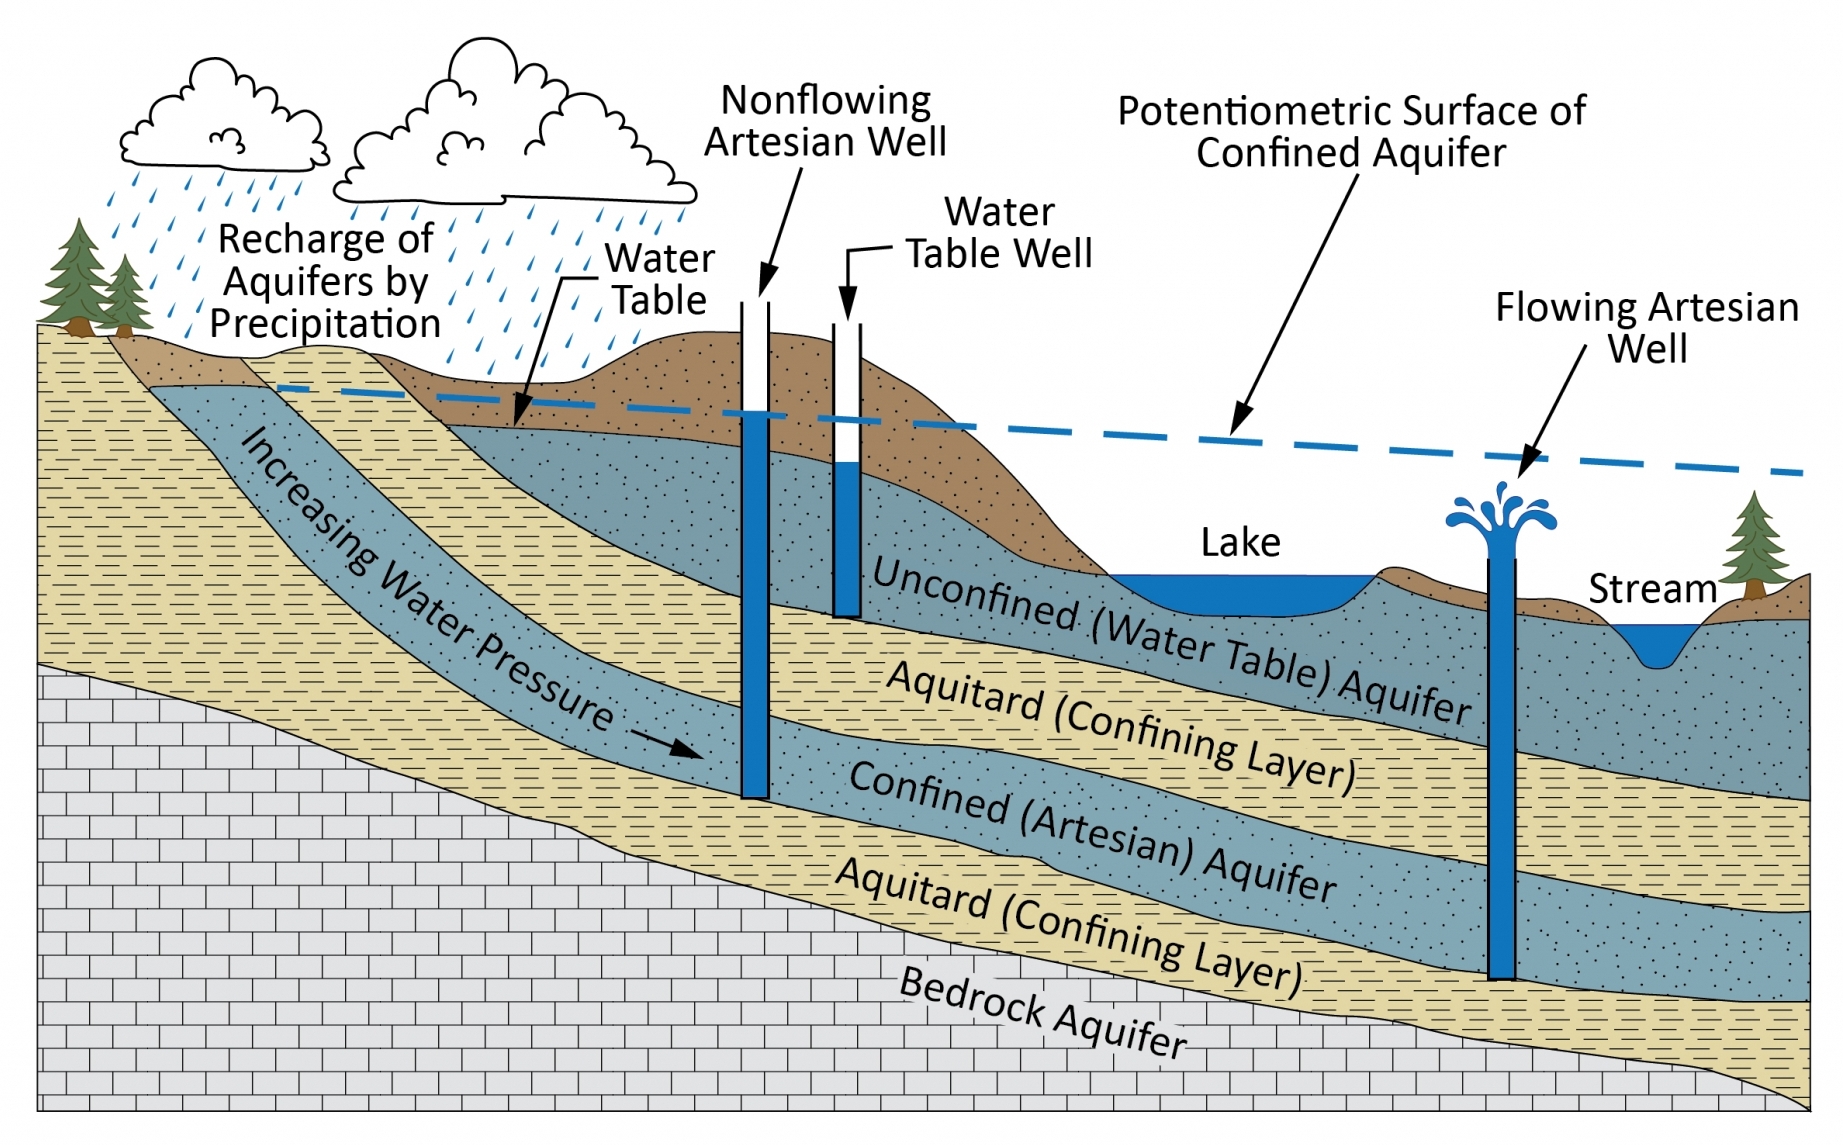 Nonflowing
Artesian Well
Potentiometric Surface of
Confined Aquifer
Water
Table Well
Recharge of
Aquifers by
Precipitation
Water
Table
Flowing Artesian
Well
Lake
Stream
Increasing Water Pressure
Unconfined (Water Table) Aquifer
Aquitard (Confining Layer)
Confined (Artesian) Aquifer
Aquitard (Confining Layer)
Bedrock Aquifer